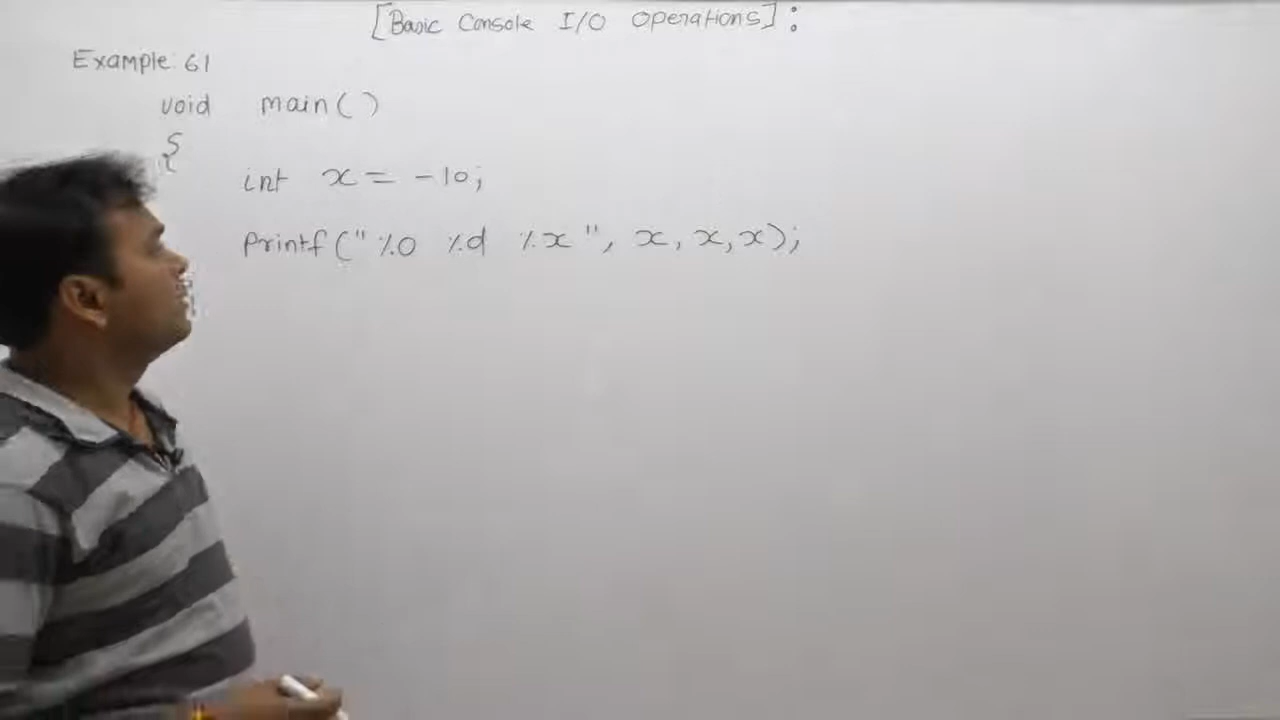 [Basic Console I/O Operations]:
Example: 61
void main()
{
int x = -10;
printf("%o %d %x", x, x, x);